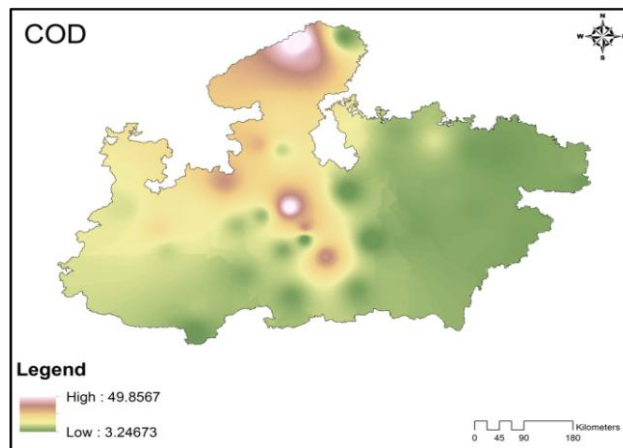 COD
N
W
S
Legend
High : 49.8567
Low : 3.24673
Kilometers
0 45 90 180